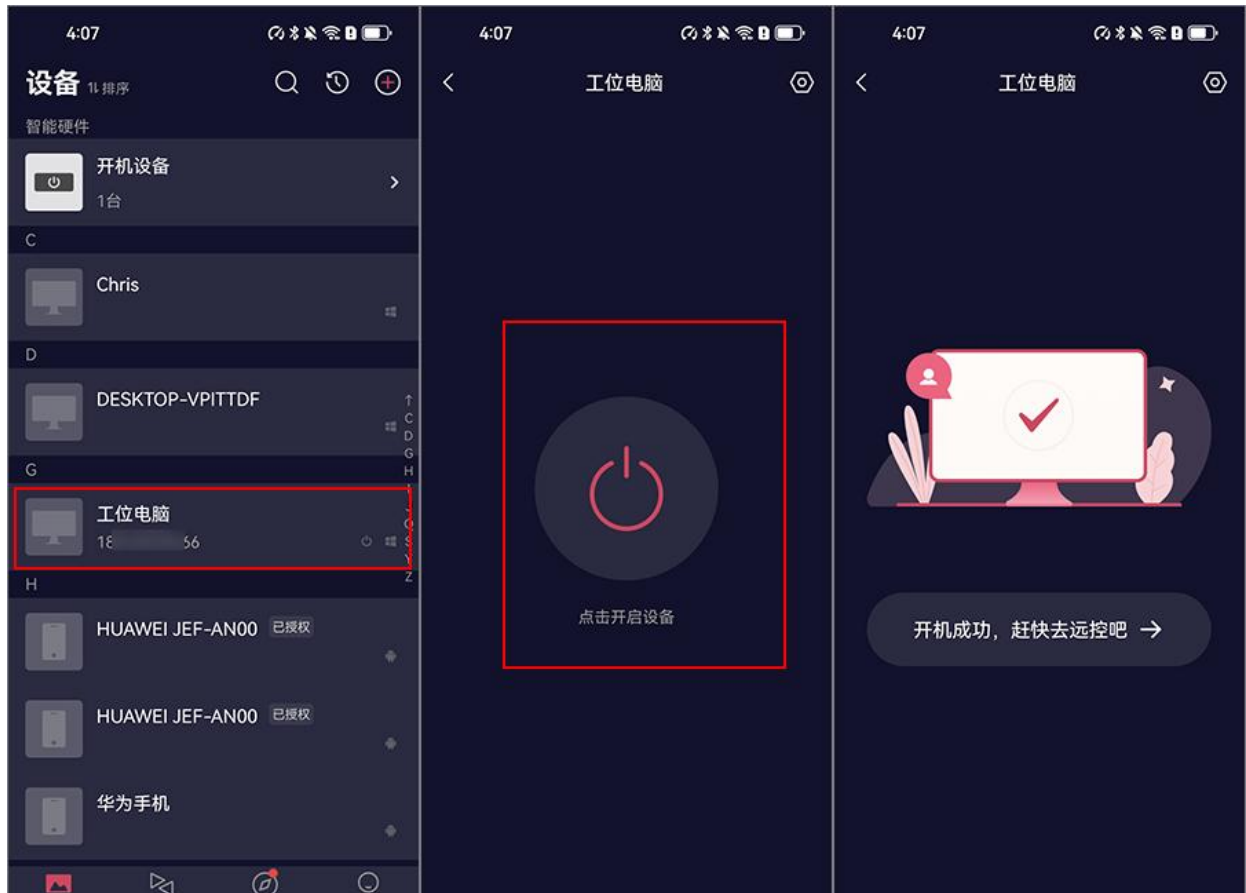 4:07
设备 排序
智能硬件
开机设备
1台
C
Chris
D
DESKTOP-VPITTDF
G
工位电脑
18 66
H
HUAWEI JEF-AN00 已授权
HUAWEI JEF-AN00 已授权
华为手机
↑
C
D
G
H
Q
S
Y
Z
4:07
工位电脑
点击开启设备
4:07
工位电脑
开机成功，赶快去远控吧 →